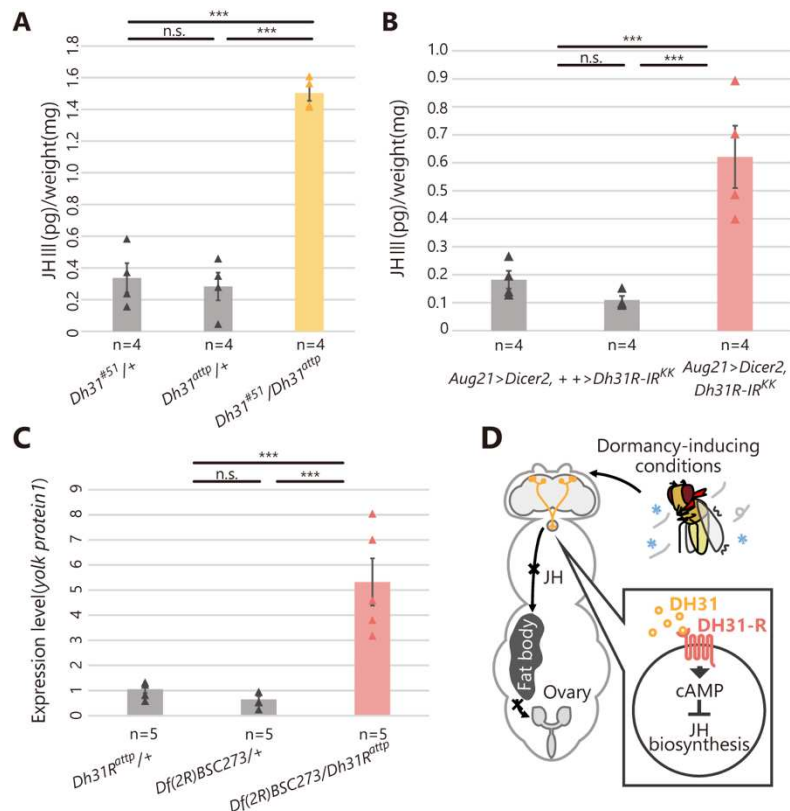 A
***
n.s.
***
JH III(pg)/weight(mg)
1.8
1.6
1.4
1.2
1
0.8
0.6
0.4
0.2
0
n=4
n=4
n=4
Dh31#51/+
Dh31attp/+
Dh31#51/Dh31attp
B
***
n.s.
***
JH III(pg)/weight(mg)
1.0
0.9
0.8
0.7
0.6
0.5
0.4
0.3
0.2
0.1
0
n=4
n=4
n=4
Aug21>Dicer2, +
+>Dh31R-IRKK
Aug21>Dicer2,
Dh31R-IRKK
C
***
n.s.
***
Expression level(yolk protein1)
9
8
7
6
5
4
3
2
1
0
n=5
n=5
n=5
Dh31Rattp/+
Df(2R)BSC273/+
Df(2R)BSC273/Dh31Rattp
D
Dormancy-inducing
conditions
JH
Fat body
Ovary
DH31
DH31-R
cAMP
JH
biosynthesis